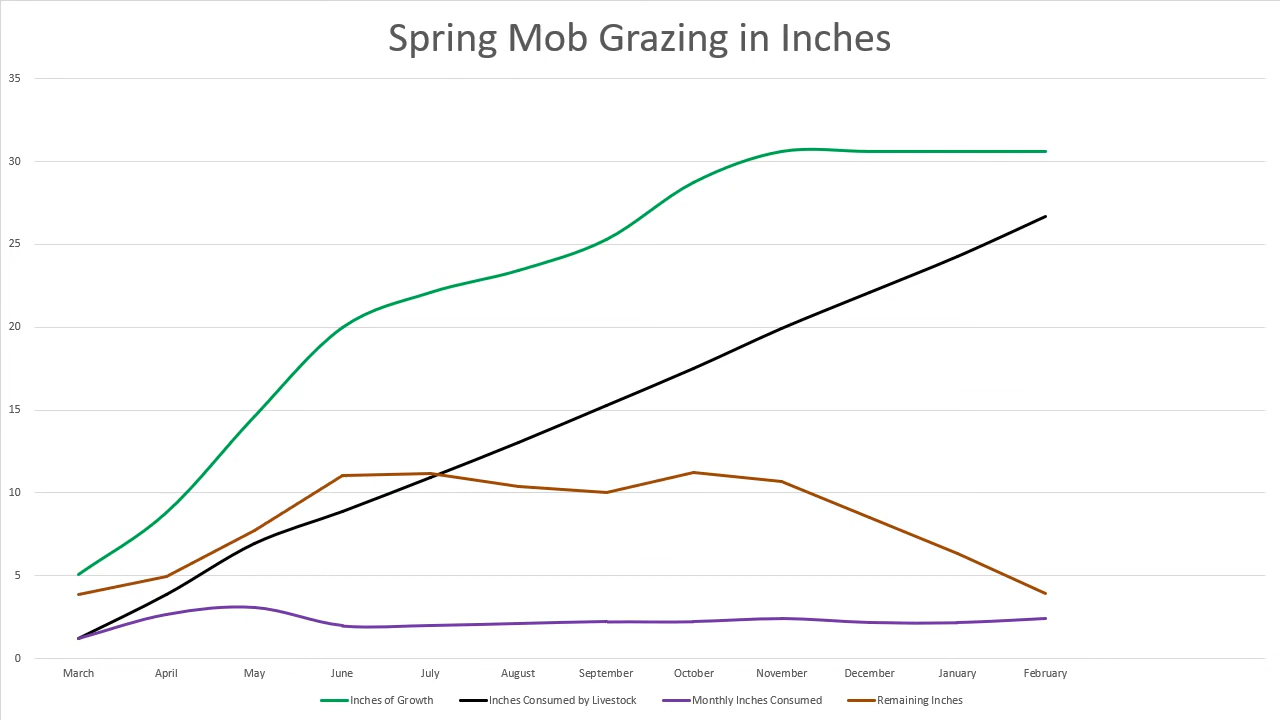 Spring Mob Grazing in Inches
35
30
25
20
15
10
5
0
March April May June July August September October November December January February
Inches of Growth Inches Consumed by Livestock Monthly Inches Consumed Remaining Inches